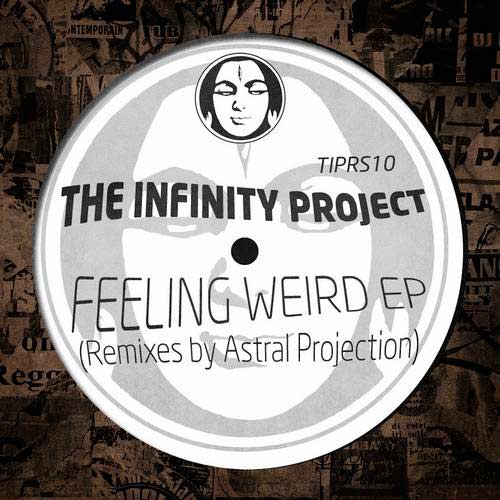 TIPRS10
THE INFINITY PROJECT
FEELING WEIRD EP
(Remixes by Astral Projection)